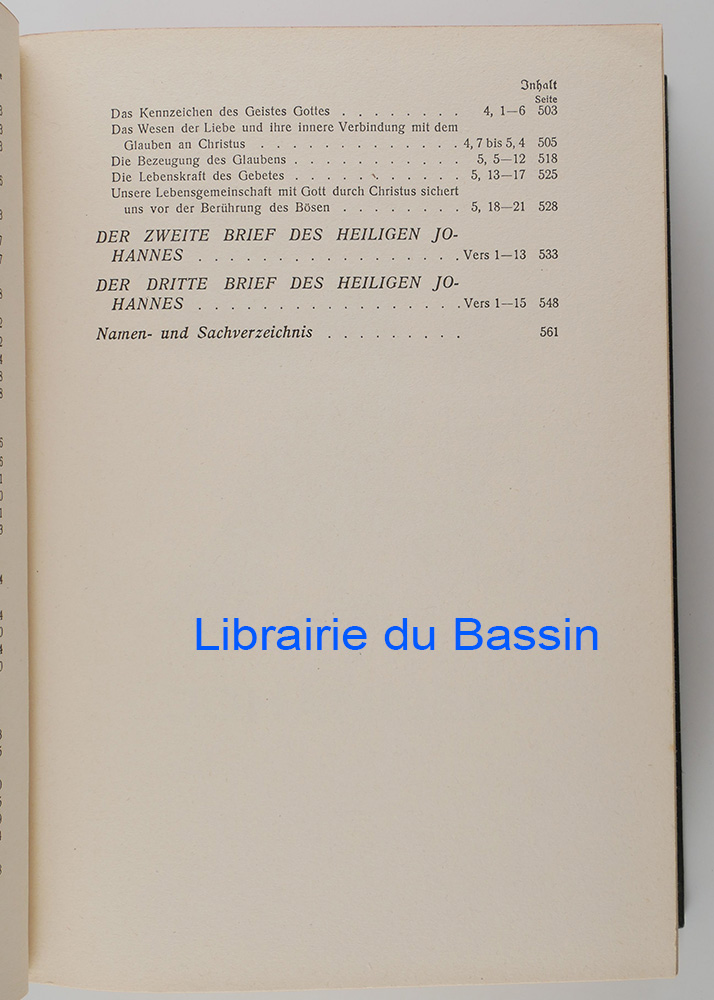 Inhalt
Seite
Das Kennzeichen des Geistes Gottes . . . . . . . . 4, 1—6 503
Das Wesen der Liebe und ihre innere Verbindung mit dem
Glauben an Christus . . . . . . . . . . . . . 4, 7 bis 5, 4 505
Die Bezeugung des Glaubens . . . . . . . . . . . 5, 5—12 518
Die Lebenskraft des Gebetes . . . . . . . . . . . 5, 13—17 525
Unsere Lebensgemeinschaft mit Gott durch Christus sichert
uns vor der Berührung des Bösen . . . . . . . . 5, 18—21 528
DER ZWEITE BRIEF DES HEILIGEN JO-
HANNES . . . . . . . . . . . . . . . . . Vers 1—13 533
DER DRITTE BRIEF DES HEILIGEN JO-
HANNES . . . . . . . . . . . . . . . . . Vers 1—15 548
Namen- und Sachverzeichnis . . . . . . . . . 561
Librairie du Bassin